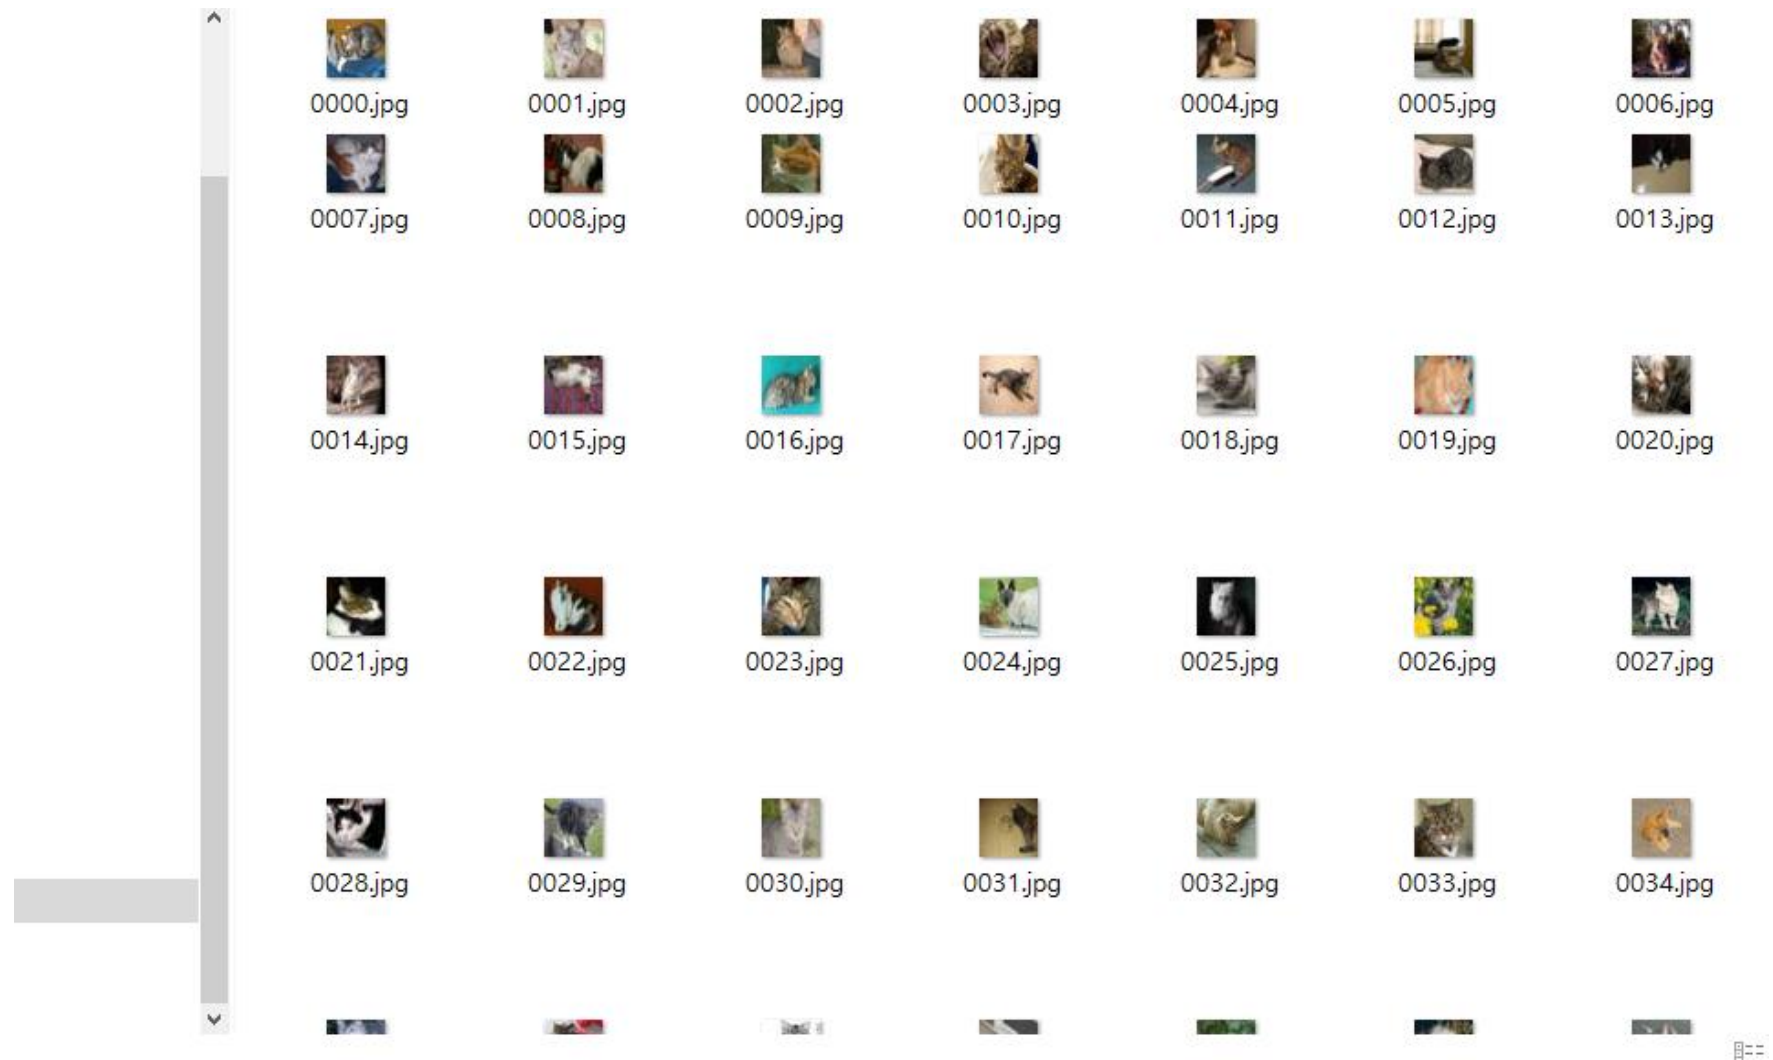 0000.jpg 0001.jpg 0002.jpg 0003.jpg 0004.jpg 0005.jpg 0006.jpg
0007.jpg 0008.jpg 0009.jpg 0010.jpg 0011.jpg 0012.jpg 0013.jpg
0014.jpg 0015.jpg 0016.jpg 0017.jpg 0018.jpg 0019.jpg 0020.jpg
0021.jpg 0022.jpg 0023.jpg 0024.jpg 0025.jpg 0026.jpg 0027.jpg
0028.jpg 0029.jpg 0030.jpg 0031.jpg 0032.jpg 0033.jpg 0034.jpg